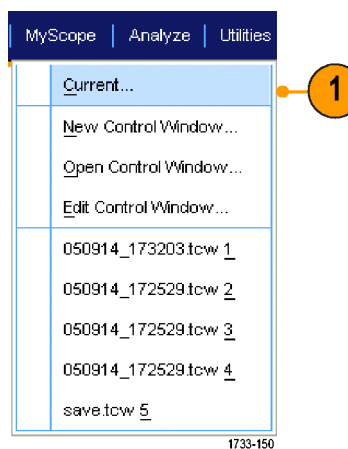 MyScope | Analyze | Utilities
Current...
1
New Control Window...
Open Control Window...
Edit Control Window...
050914_173203.tcw 1
050914_172529.tcw 2
050914_172529.tcw 3
050914_172529.tcw 4
save.tcw 5
1733-150